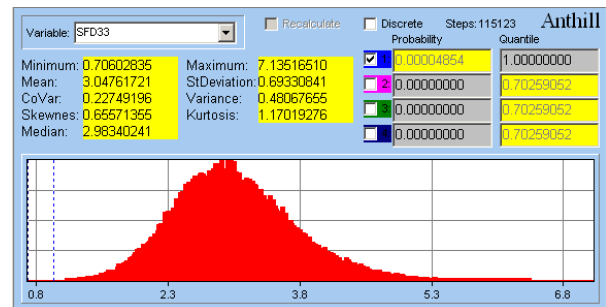 Variable: SFD33 Recalculate Discrete Steps:115123 Anthill
Probability Quantile
Minimum: 0.70602835 Maximum: 7.13516510 1 0.00004854 1.00000000
Mean: 3.04761721 StDeviation: 0.69330841 2 0.00000000 0.70259052
CoVar: 0.22749196 Variance: 0.48067655 3 0.00000000 0.70259052
Skewnes: 0.65571355 Kurtosis: 1.17019276 0.00000000 0.70259052
Median: 2.98340241
0.8 2.3 3.8 5.3 6.8